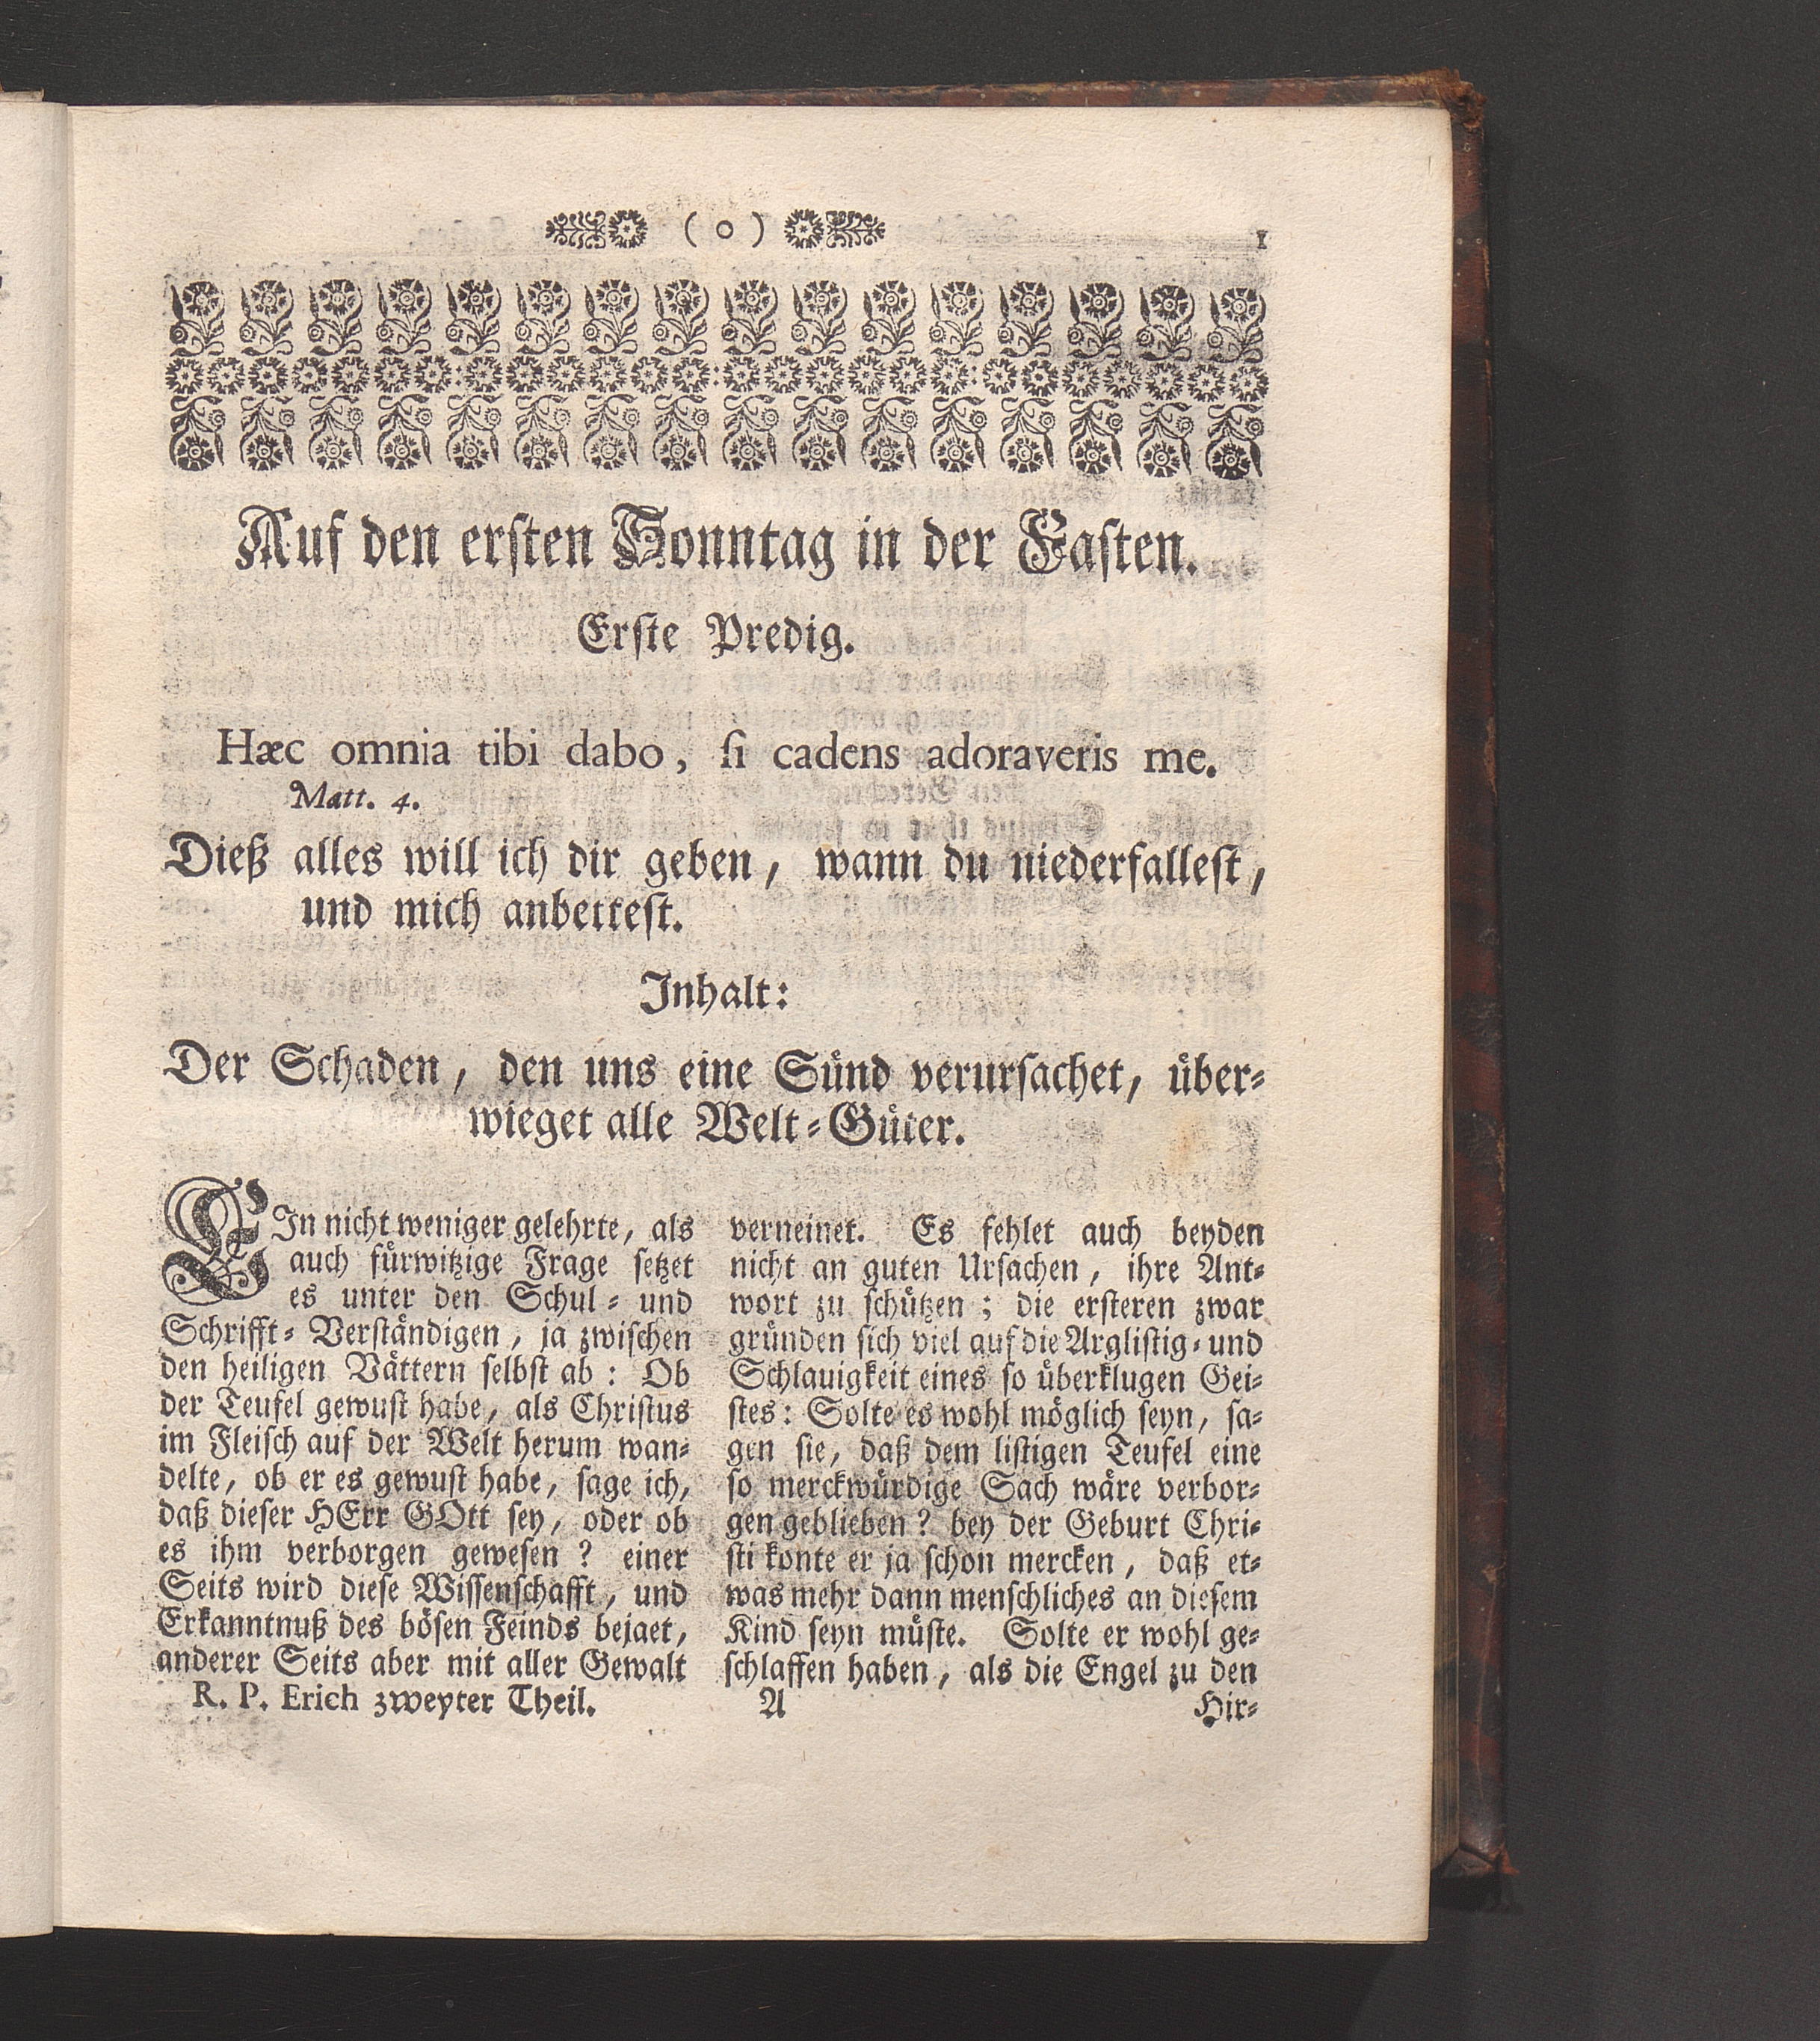 ( o ) 1
Auf den ersten Sonntag in der Fasten.
Erste Predig.
Hæc omnia tibi dabo, si cadens adoraveris me.
Matt. 4.
Dieß alles will ich dir geben, wann du niederfallest,
und mich anbettest.
Inhalt:
Der Schaden, den uns eine Sünd verursachet, über-
wieget alle Welt-Güter.
EIn nicht weniger gelehrte, als
auch fürwitzige Frage setzet
es unter den Schul- und
Schrifft-Verständigen, ja zwischen
den heiligen Vättern selbst ab: Ob
der Teufel gewust habe, als Christus
im Fleisch auf der Welt herum wan-
delte, ob er es gewust habe, sage ich,
daß dieser HErr GOtt sey, oder ob
es ihm verborgen gewesen? einer
Seits wird diese Wissenschafft, und
Erkanntnuß des bösen Feinds bejaet,
anderer Seits aber mit aller Gewalt
verneinet. Es fehlet auch beyden
nicht an guten Ursachen, ihre Ant-
wort zu schützen; die ersteren zwar
gründen sich viel auf die Arglistig- und
Schlauigkeit eines so überklugen Gei-
stes: Solte es wohl möglich seyn, sa-
gen sie, daß dem listigen Teufel eine
so merckwürdige Sach wäre verbor-
gen geblieben? bey der Geburt Chri-
sti konte er ja schon mercken, daß et-
was mehr dann menschliches an diesem
Kind seyn müste. Solte er wohl ge-
schlaffen haben, als die Engel zu den
R. P. Erich zweyter Theil. A Hir-